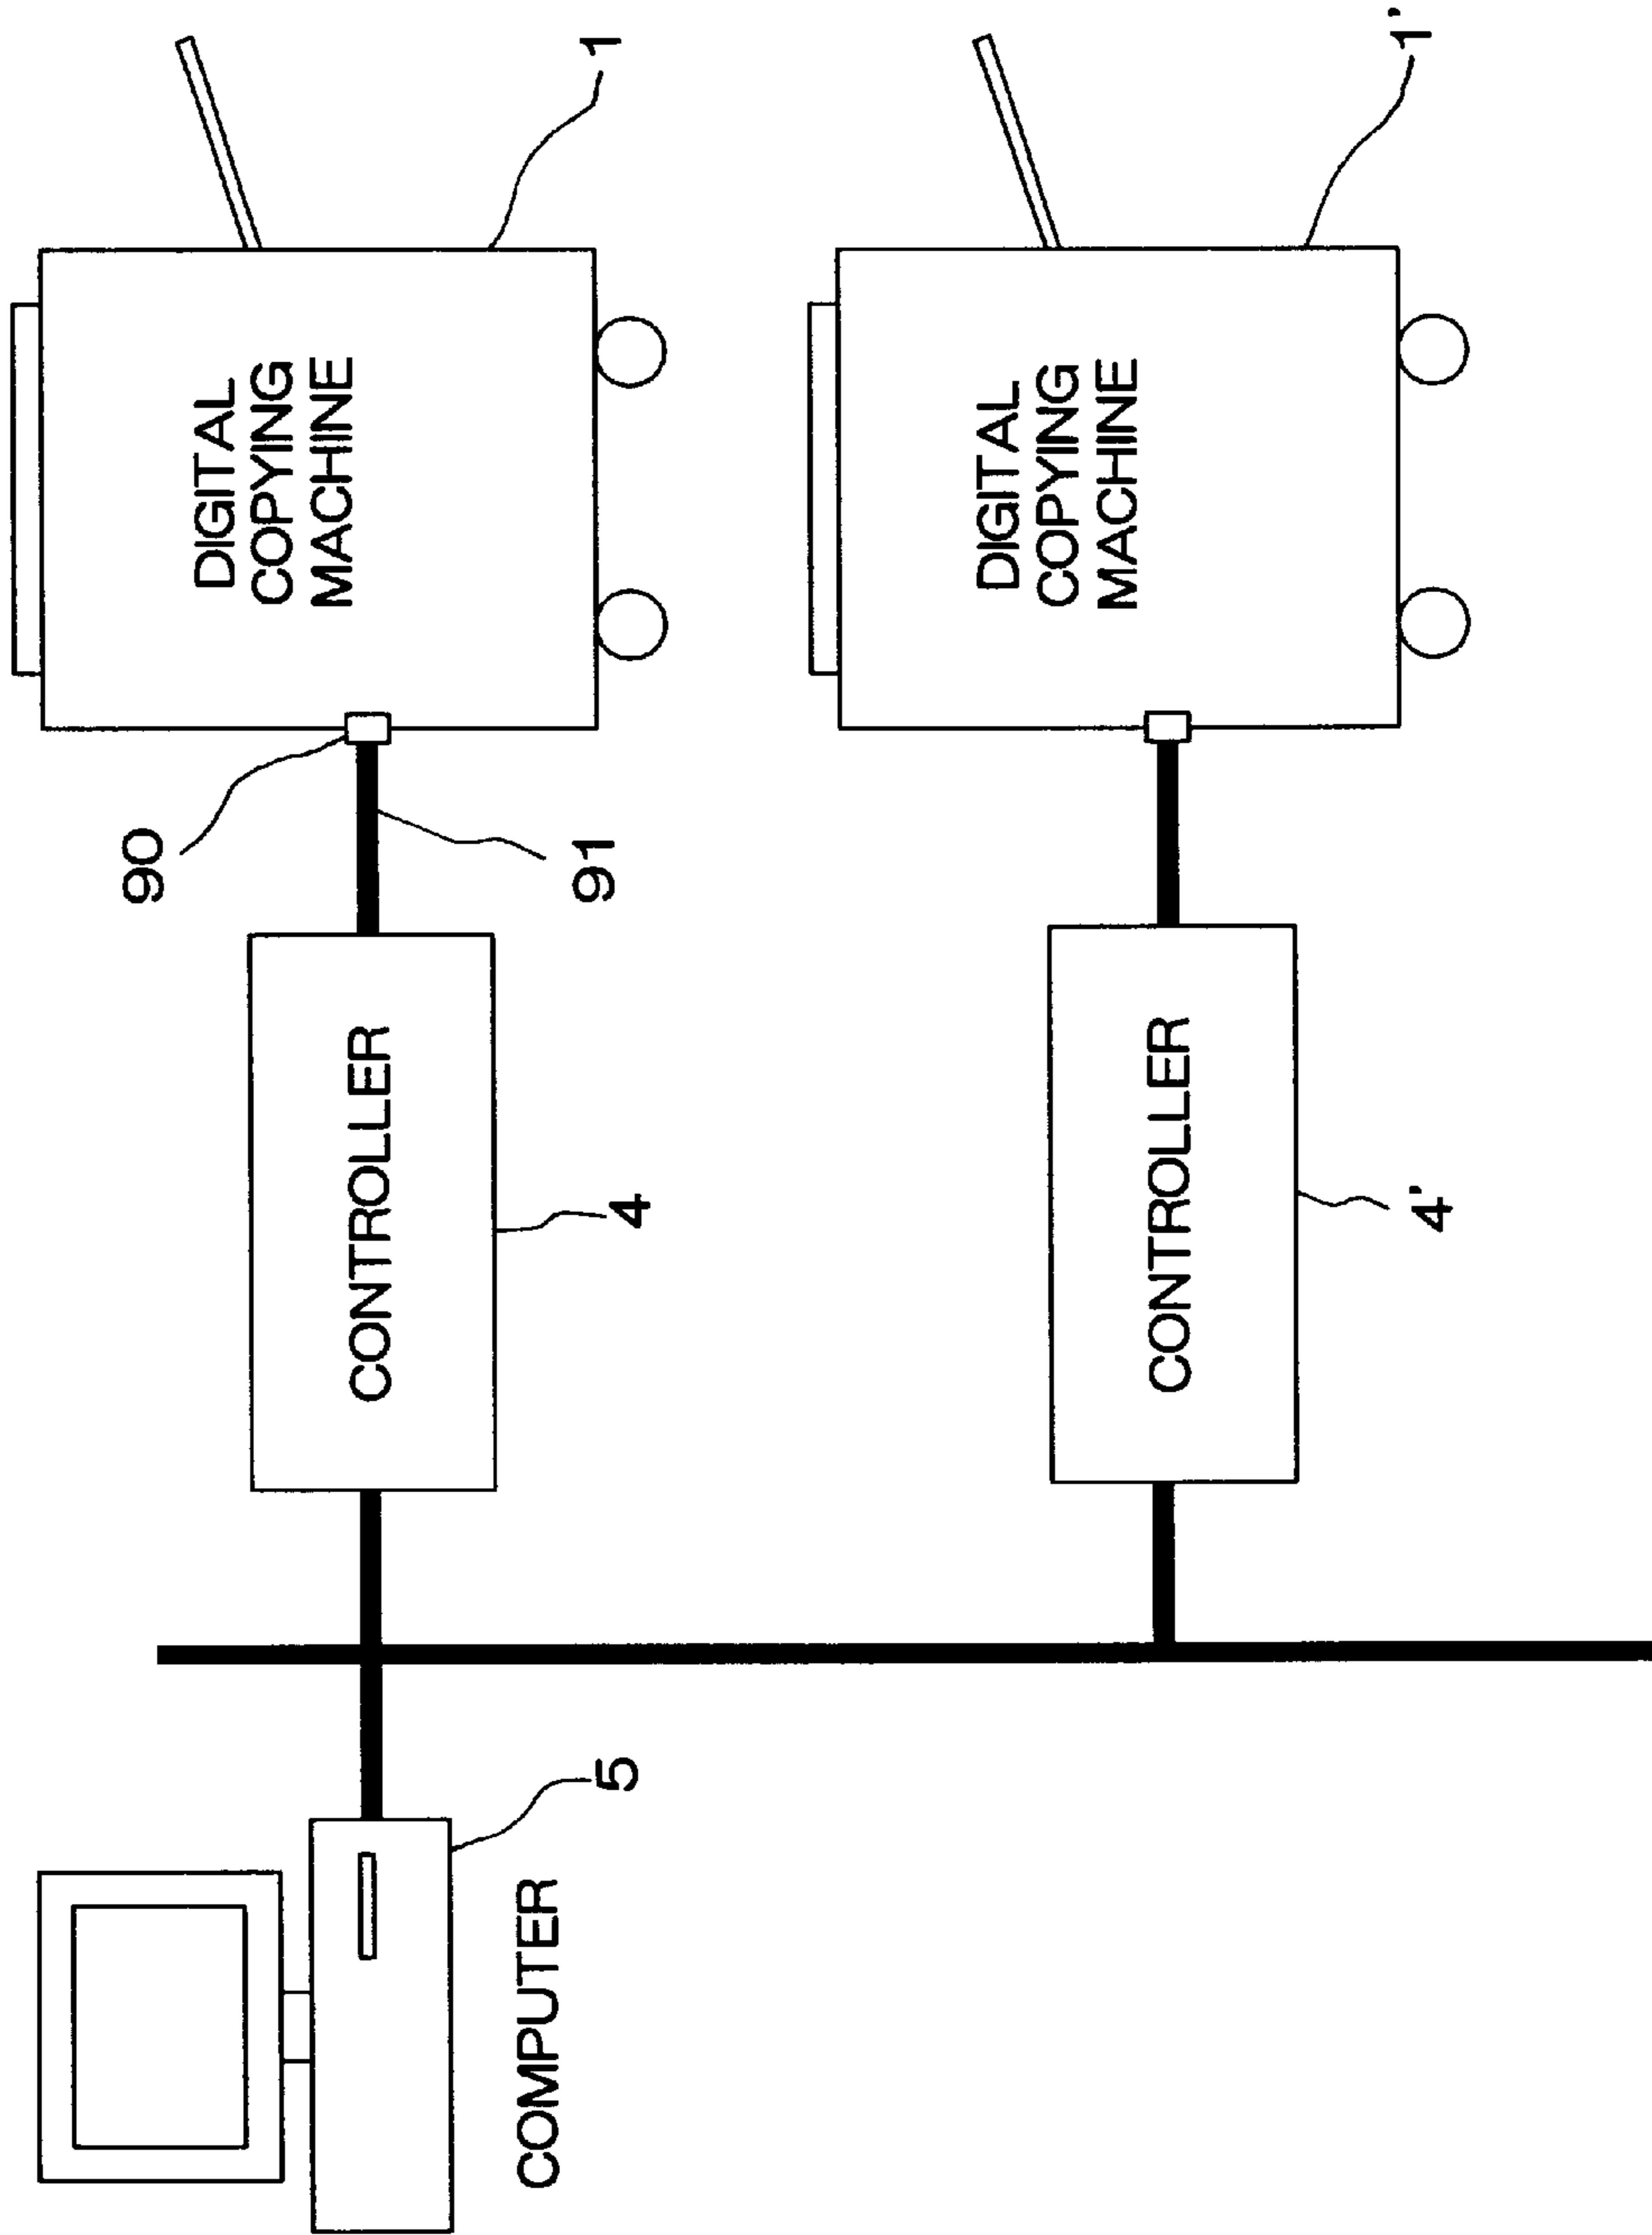 90
DIGITAL
COPYING
MACHINE
CONTROLLER
COMPUTER
5
4
91
1
DIGITAL
COPYING
MACHINE
CONTROLLER
4'
1'